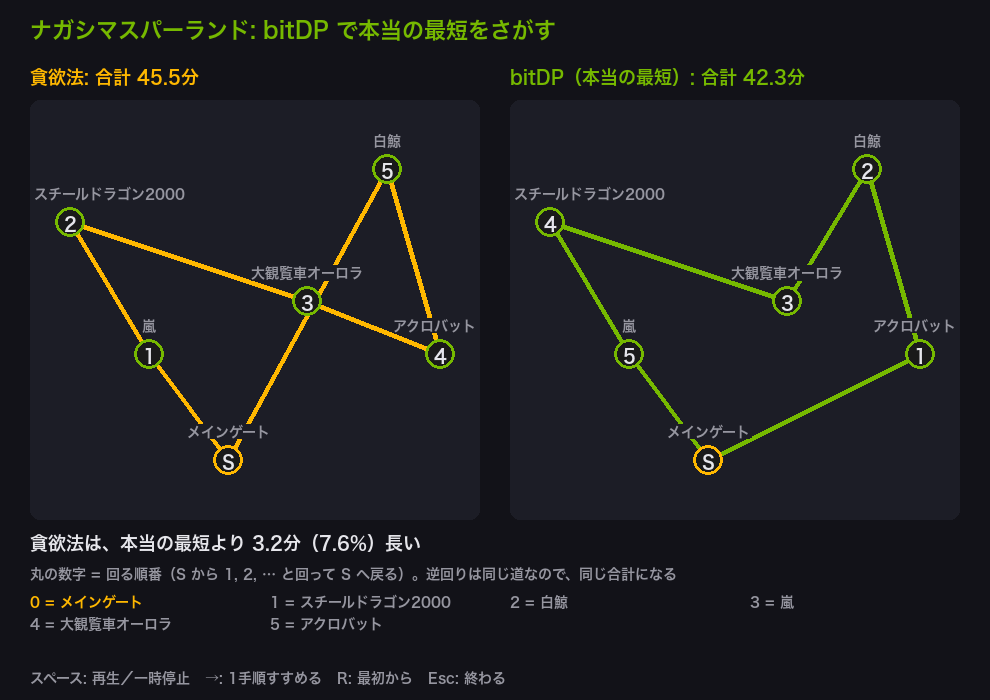 ナガシマスパーランド: bitDP で本当の最短をさがす
貪欲法: 合計 45.5分
bitDP（本当の最短）: 合計 42.3分
白鯨
5
スチールドラゴン2000
2
大観覧車オーロラ
3
アクロバット
4
嵐
1
メインゲート
S
白鯨
2
スチールドラゴン2000
4
大観覧車オーロラ
3
アクロバット
1
嵐
5
メインゲート
S
貪欲法は、本当の最短より 3.2分（7.6%）長い
丸の数字 = 回る順番（S から 1, 2, … と回って S へ戻る）。逆回りは同じ道なので、同じ合計になる
0 = メインゲート 1 = スチールドラゴン2000 2 = 白鯨 3 = 嵐
4 = 大観覧車オーロラ 5 = アクロバット
スペース: 再生／一時停止 →: 1手順すすめる R: 最初から Esc: 終わる